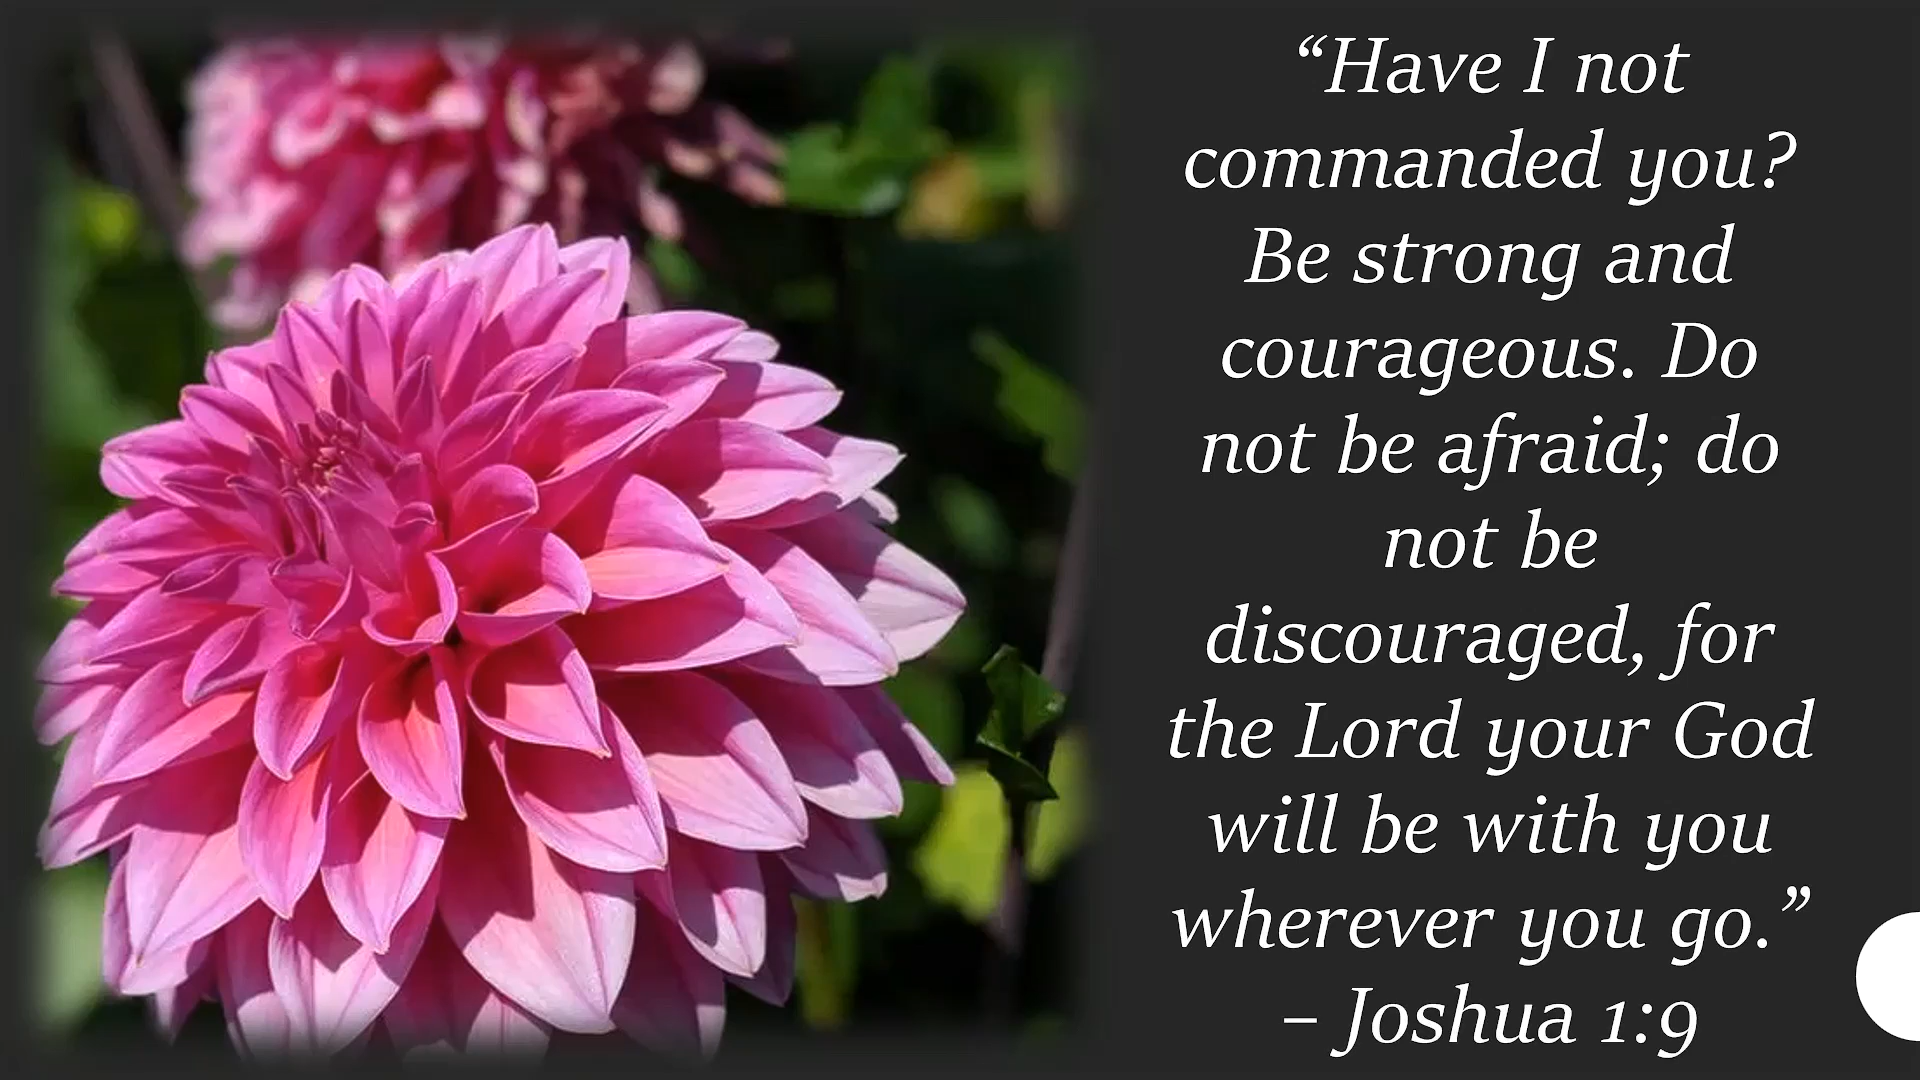 “Have I not
commanded you?
Be strong and
courageous. Do
not be afraid; do
not be
discouraged, for
the Lord your God
will be with you
wherever you go.”
– Joshua 1:9